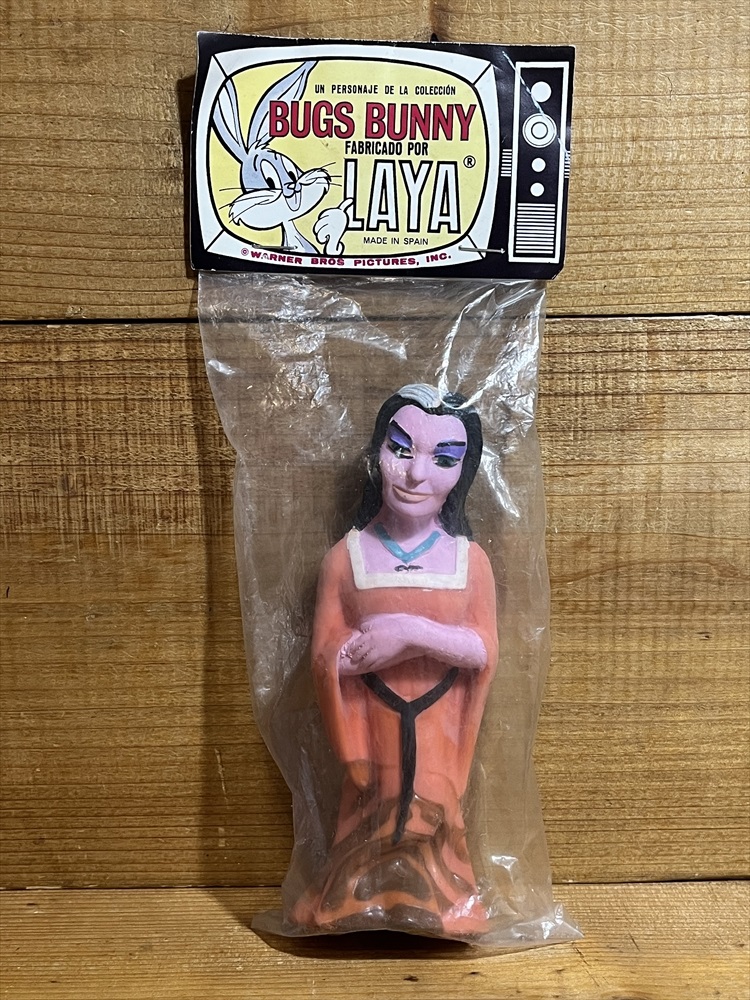 UN PERSONAJE DE LA COLECCIÓN
BUGS BUNNY
FABRICADO POR
LAYA®
MADE IN SPAIN
© WARNER BROS PICTURES, INC.